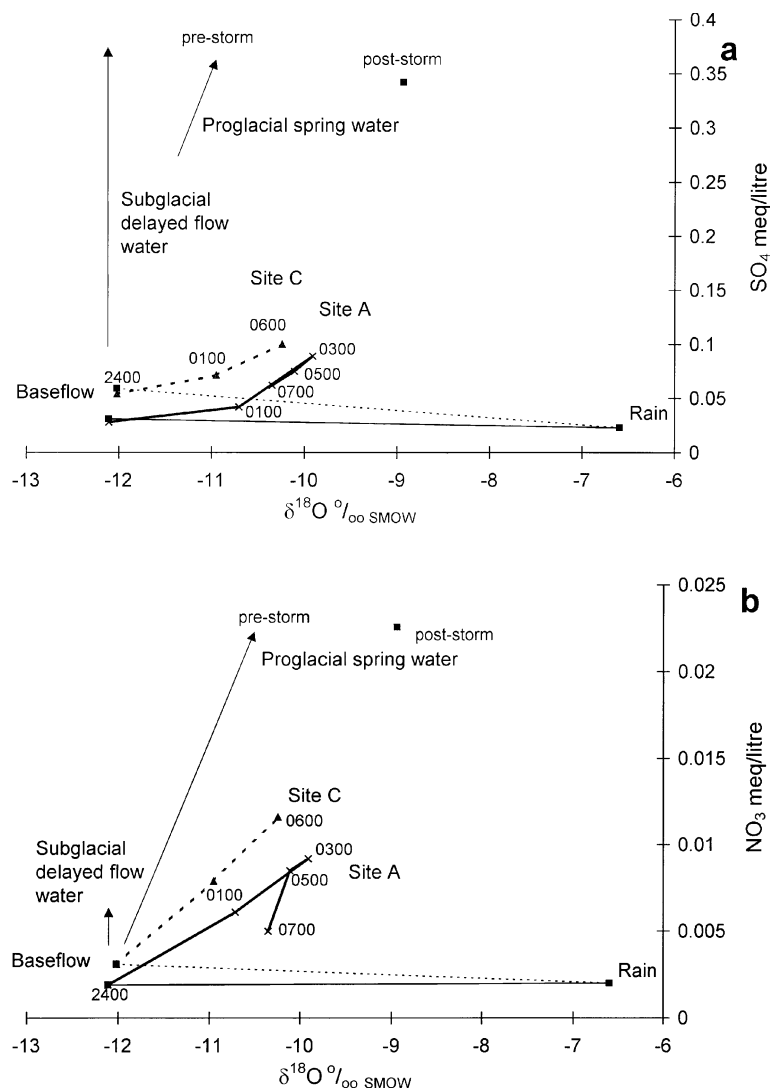 a
pre-storm
post-storm
Proglacial spring water
Subglacial
delayed flow
water
Site C
Site A
0600
0300
0100
0500
2400
0700
Baseflow
0100
Rain
0.4
0.35
0.3
0.25
0.2
0.15
0.1
0.05
0
SO4 meq/litre
-13 -12 -11 -10 -9 -8 -7 -6
δ18O o/oo SMOW
b
pre-storm
post-storm
Proglacial spring water
Site C
0600
0300
Site A
0500
Subglacial
delayed flow
water
0100
0700
Baseflow
2400
Rain
0.025
0.02
0.015
0.01
0.005
0
NO3 meq/litre
-13 -12 -11 -10 -9 -8 -7 -6
δ18O o/oo SMOW